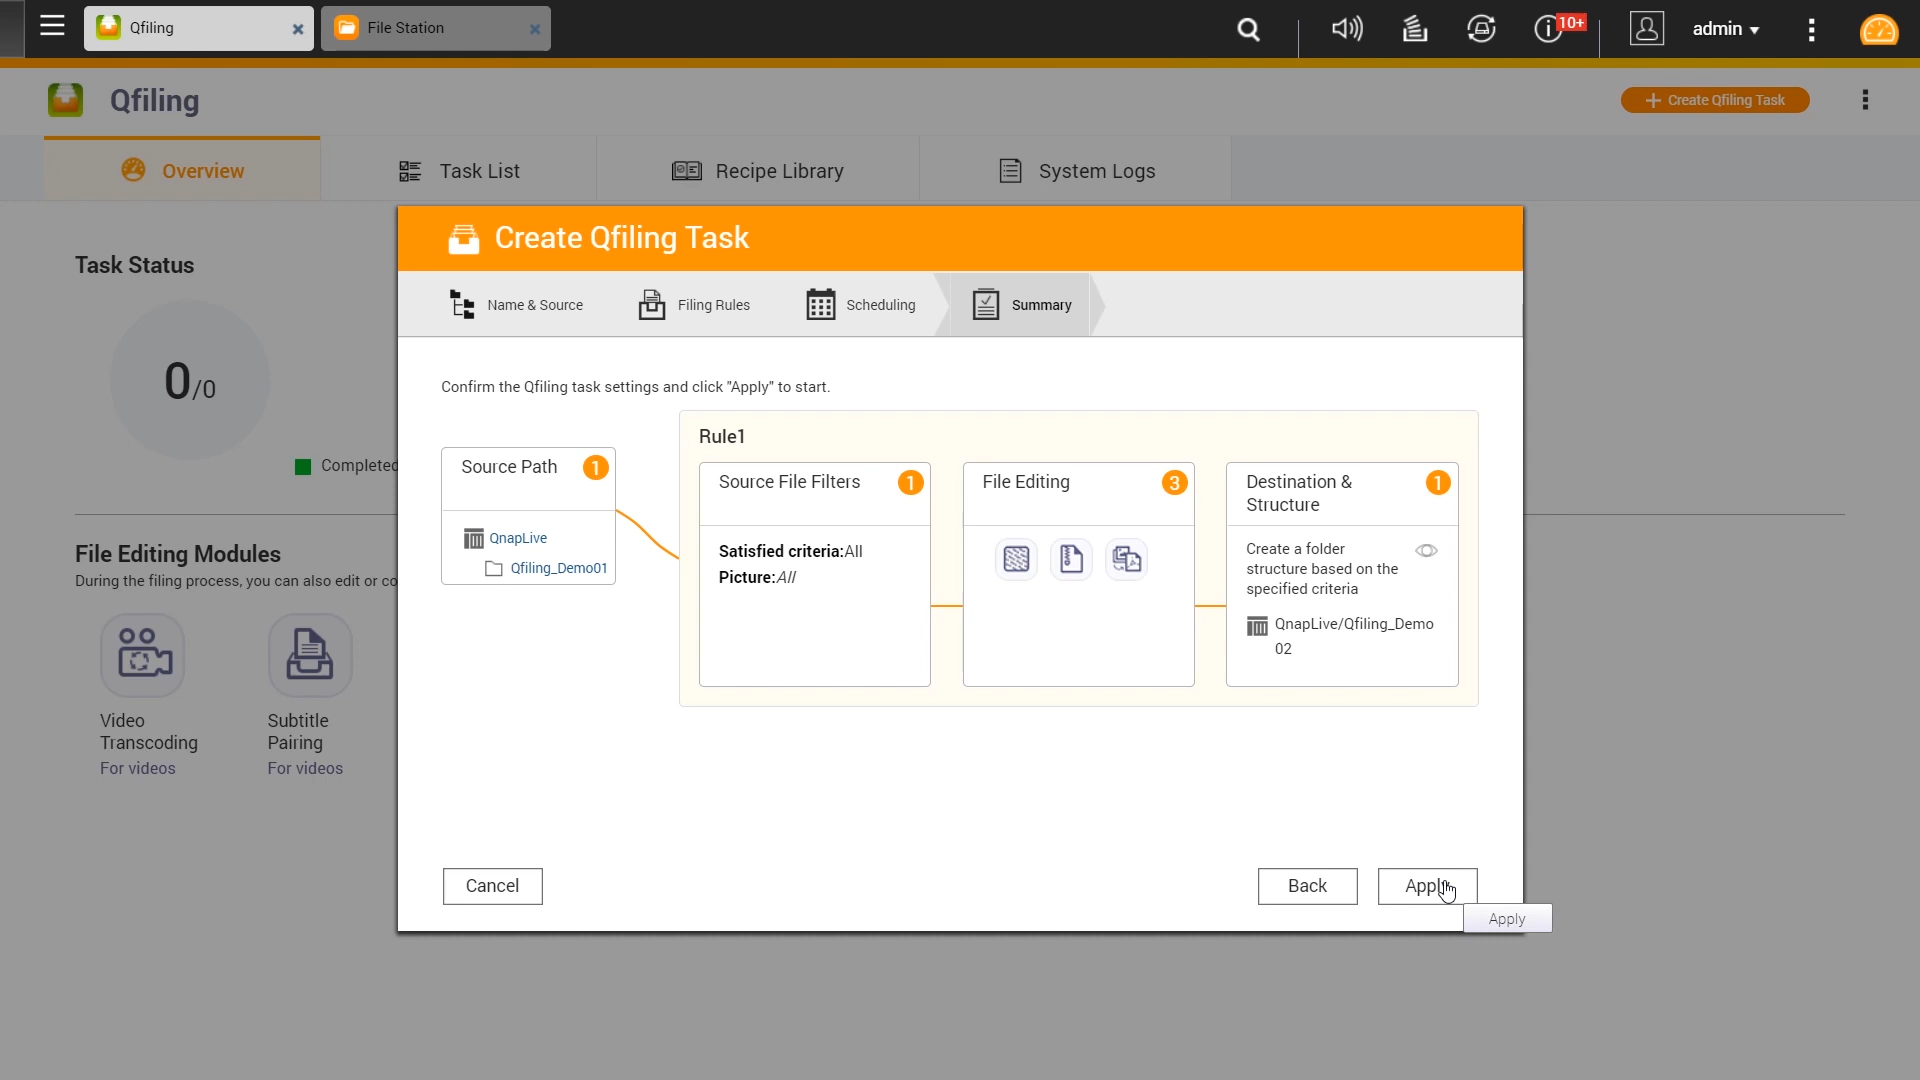 Qfiling
File Station
10+
admin
Qfiling
Create Qfiling Task
Overview
Task List
Recipe Library
System Logs
Task Status
0/0
Completed
File Editing Modules
During the filing process, you can also edit or co
Video
Transcoding
For videos
Subtitle
Pairing
For videos
Create Qfiling Task
Name & Source
Filing Rules
Scheduling
Summary
Confirm the Qfiling task settings and click "Apply" to start.
Source Path
1
QnapLive
Qfiling_Demo01
Rule1
Source File Filters
1
Satisfied criteria:All
Picture:All
File Editing
3
Destination &
Structure
1
Create a folder
structure based on the
specified criteria
QnapLive/Qfiling_Demo
02
Cancel
Back
Apply
Apply